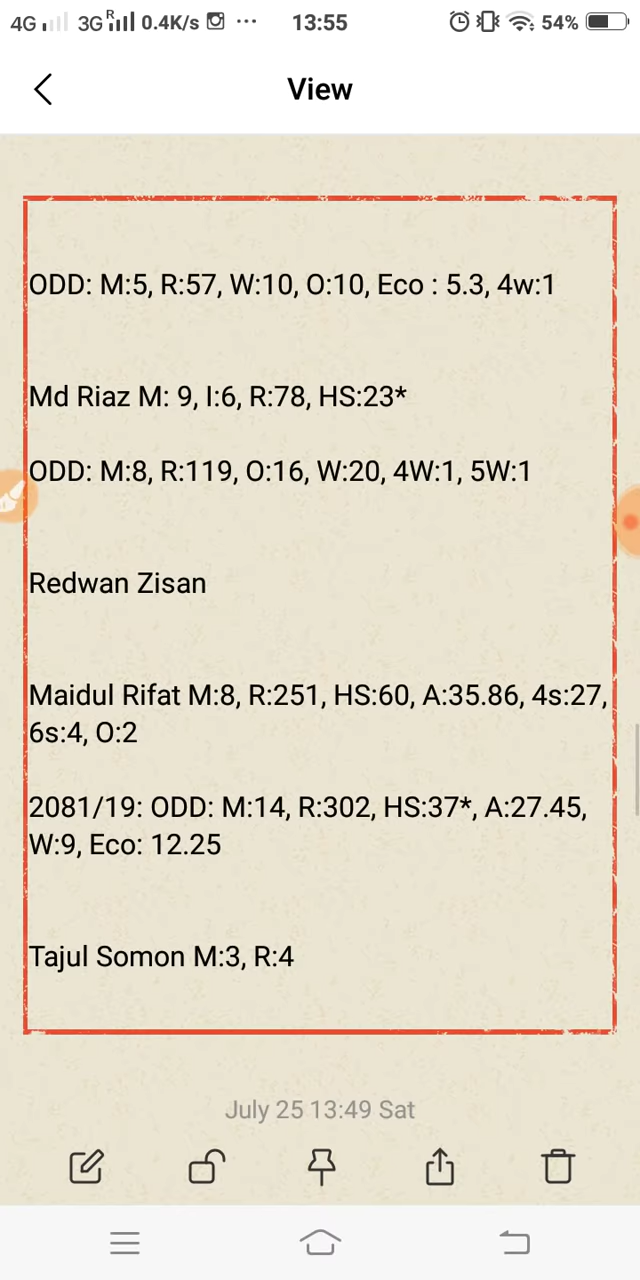 4G 3G R 0.4K/s ... 13:55 54%
View
ODD: M:5, R:57, W:10, O:10, Eco : 5.3, 4w:1
Md Riaz M: 9, I:6, R:78, HS:23*
ODD: M:8, R:119, O:16, W:20, 4W:1, 5W:1
Redwan Zisan
Maidul Rifat M:8, R:251, HS:60, A:35.86, 4s:27,
6s:4, O:2
2081/19: ODD: M:14, R:302, HS:37*, A:27.45,
W:9, Eco: 12.25
Tajul Somon M:3, R:4
July 25 13:49 Sat